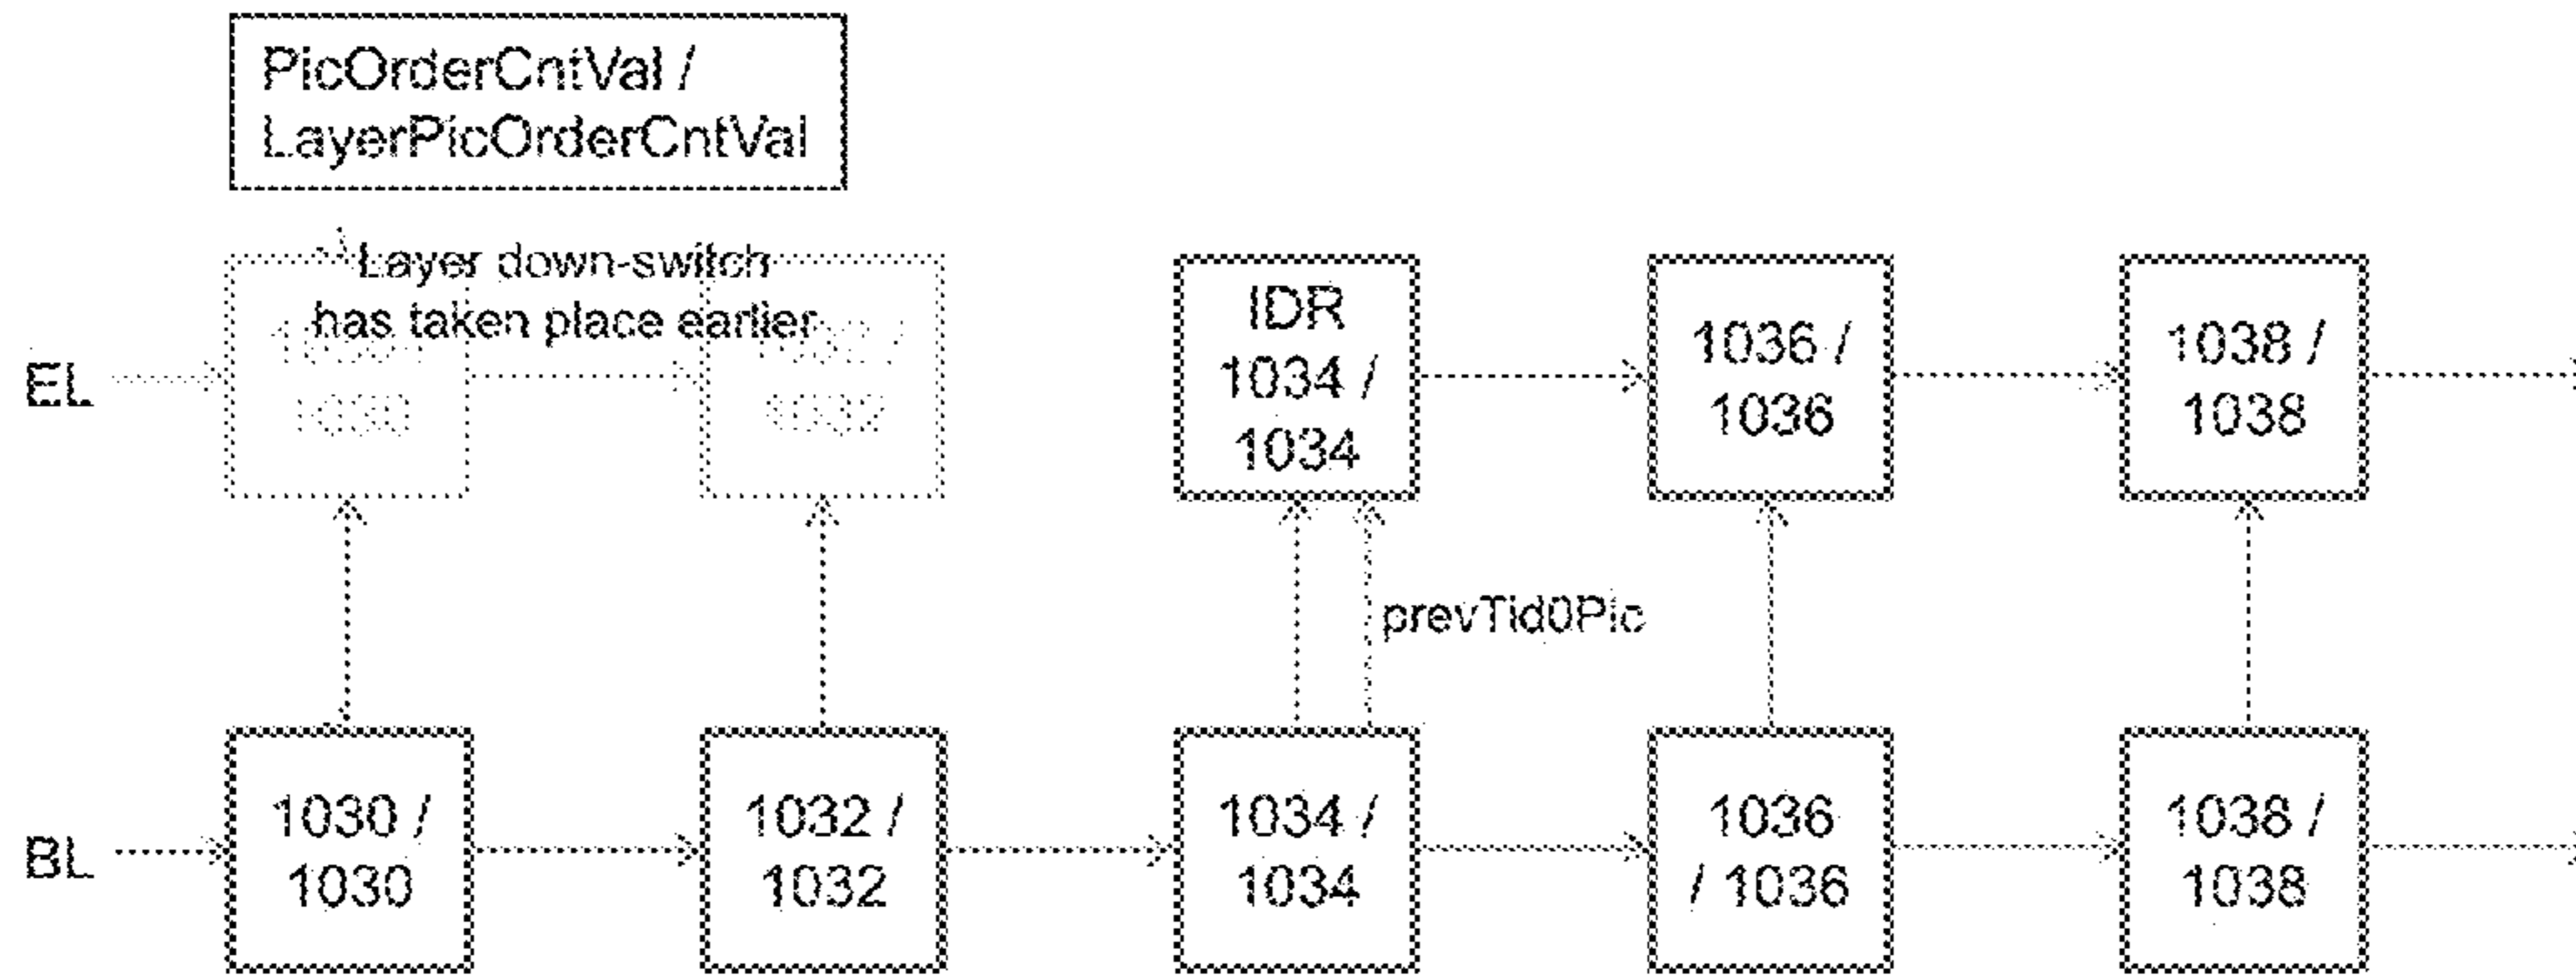 PicOrderCntVal /
LayerPicOrderCntVal
Layer down-switch
has taken place earlier
EL
1030
IDR
1034 /
1034
1036 /
1036
1038 /
1038
prevTid0Pic
BL
1030 /
1030
1032 /
1032
1034 /
1034
1036
/ 1036
1038 /
1038